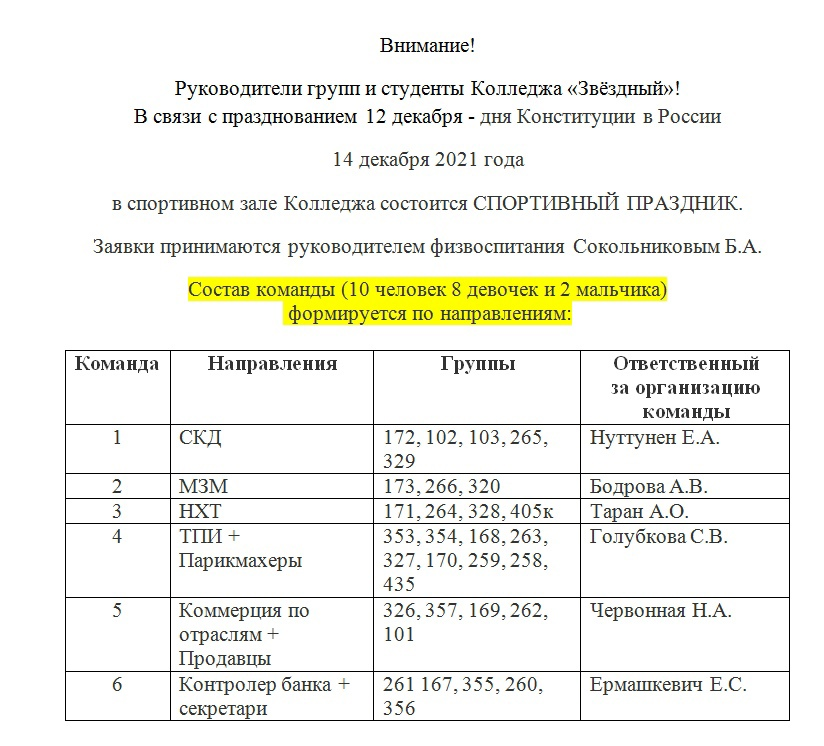 Внимание!
Руководители групп и студенты Колледжа «Звёздный»!
В связи с празднованием 12 декабря - дня Конституции в России
14 декабря 2021 года
в спортивном зале Колледжа состоится СПОРТИВНЫЙ ПРАЗДНИК.
Заявки принимаются руководителем физвоспитания Сокольниковым Б.А.
Состав команды (10 человек 8 девочек и 2 мальчика)
формируется по направлениям:
Команда Направления Группы Ответственный
за организацию
команды
1 СКД 172, 102, 103, 265, Нуттунен Е.А.
329
2 МЗМ 173, 266, 320 Бодрова А.В.
3 НХТ 171, 264, 328, 405к Таран А.О.
4 ТПИ + 353, 354, 168, 263, Голубкова С.В.
Парикмахеры 327, 170, 259, 258,
435
5 Коммерция по 326, 357, 169, 262, Червонная Н.А.
отраслям + 101
Продавцы
6 Контролер банка + 261 167, 355, 260, Ермашкевич Е.С.
секретари 356